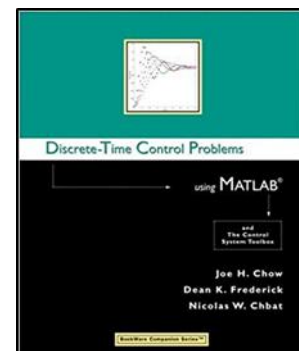 Discrete-Time Control Problems
using MATLAB®
and
The Control
System Toolbox
Joe H. Chow
Dean K. Frederick
Nicolas W. Chbat
BookWare Companion Series™